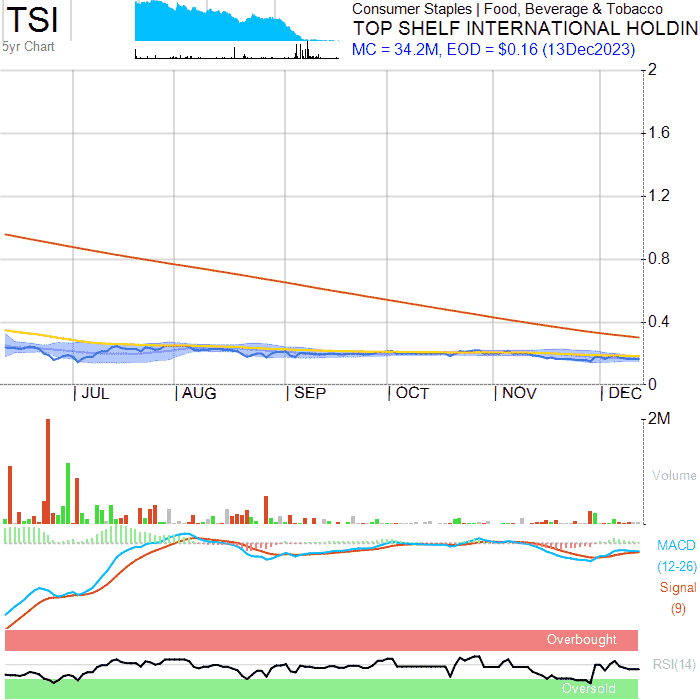 TSI
5yr Chart
Consumer Staples | Food, Beverage & Tobacco
TOP SHELF INTERNATIONAL HOLDIN
MC = 34.2M, EOD = $0.16 (13Dec2023)
2
1.6
1.2
0.8
0.4
0
JUL AUG SEP OCT NOV DEC
2M
Volume
MACD
(12-26)
Signal
(9)
Overbought
RSI(14)
Oversold